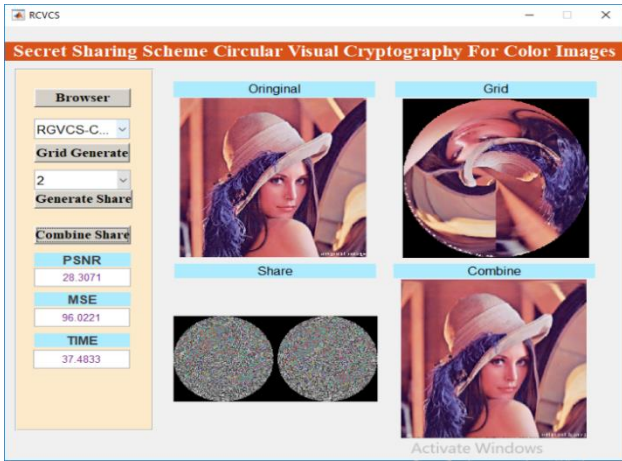 RCVCS
Secret Sharing Scheme Circular Visual Cryptography For Color Images
Browser
RGVCS-C...
Grid Generate
2
Generate Share
Combine Share
PSNR
28.3071
MSE
96.0221
TIME
37.4833
Oringinal
Grid
Share
Combine
Activate Windows